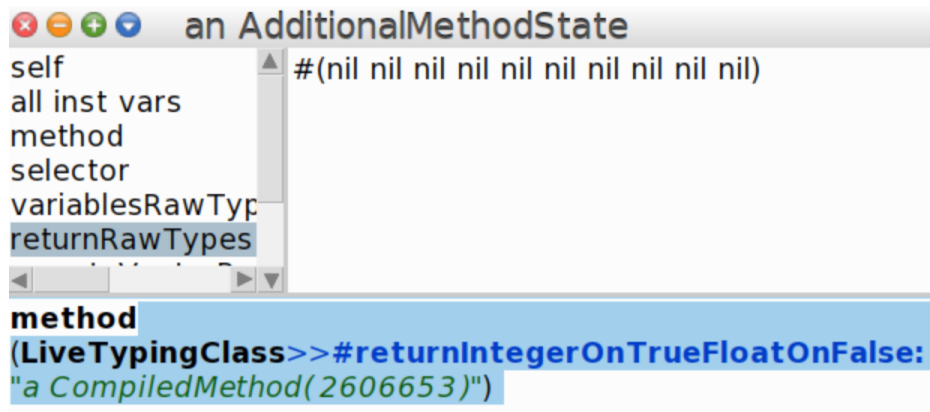 an AdditionalMethodState
self
all inst vars
method
selector
variablesRawTyp
returnRawTypes
#(nil nil nil nil nil nil nil nil nil nil)
method
(LiveTypingClass>>#returnIntegerOnTrueFloatOnFalse:
"a CompiledMethod(2606653)")